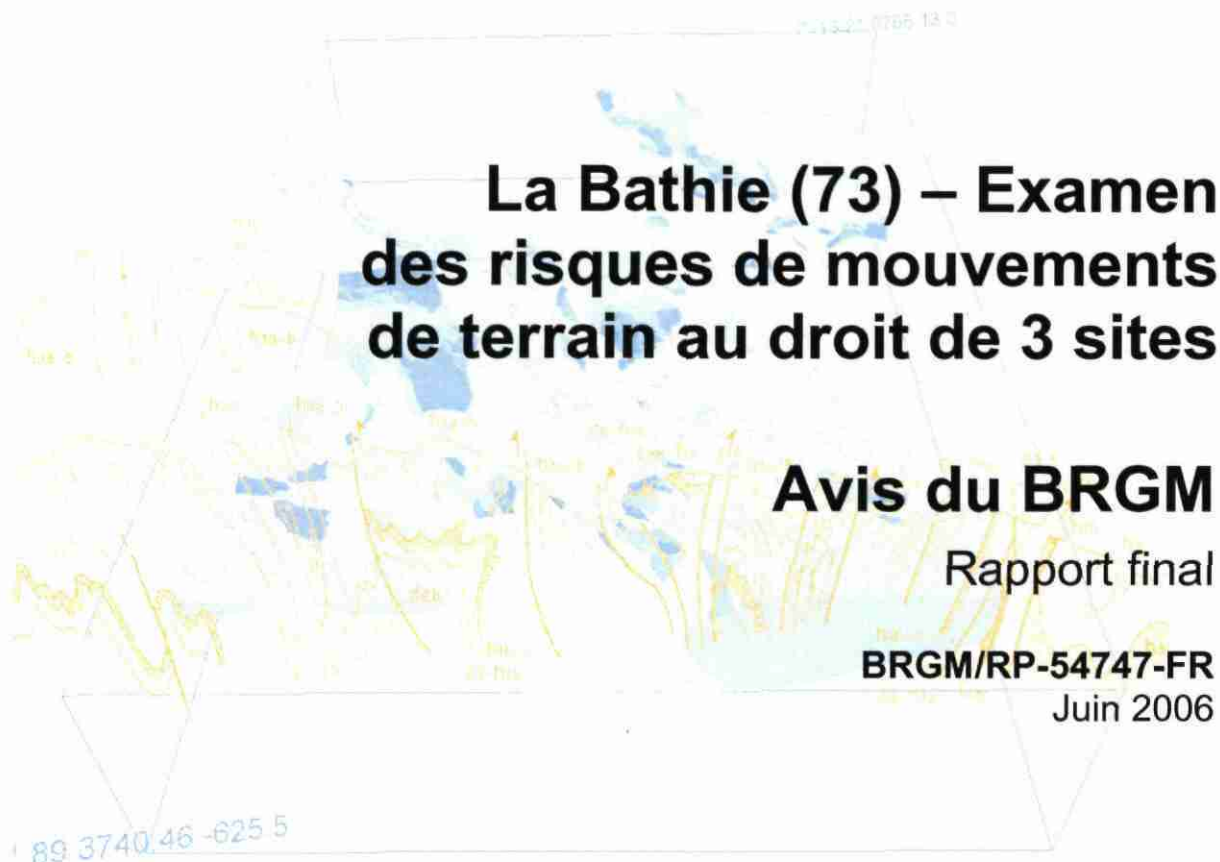 La Bathie (73) – Examen
des risques de mouvements
de terrain au droit de 3 sites
Avis du BRGM
Rapport final
BRGM/RP-54747-FR
Juin 2006
89 3740,46 -625 5